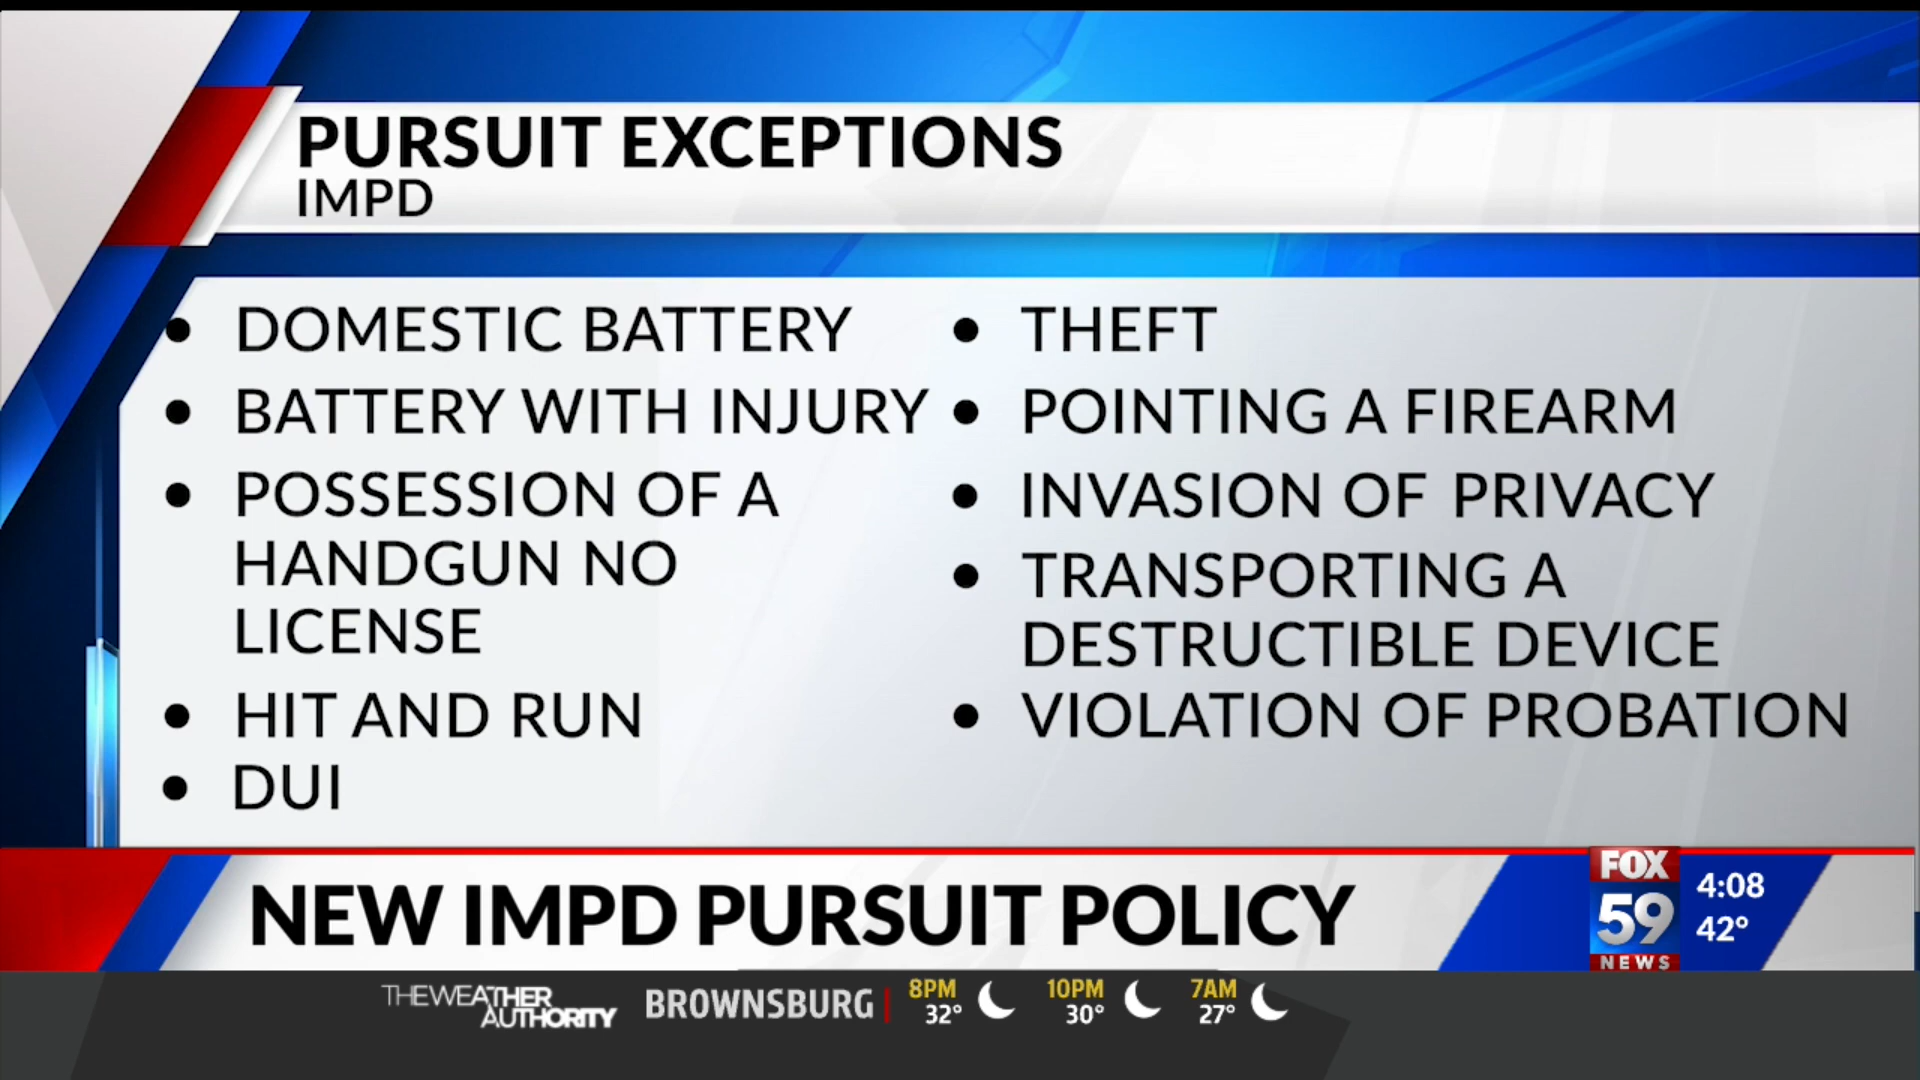 PURSUIT EXCEPTIONS
IMPD
• DOMESTIC BATTERY
• BATTERY WITH INJURY
• POSSESSION OF A
HANDGUN NO
LICENSE
• HIT AND RUN
• DUI
• THEFT
• POINTING A FIREARM
• INVASION OF PRIVACY
• TRANSPORTING A
DESTRUCTIBLE DEVICE
• VIOLATION OF PROBATION
NEW IMPD PURSUIT POLICY
FOX
59
NEWS
4:08
42°
THE WEATHER
AUTHORITY
BROWNSBURG
8PM
32°
10PM
30°
7AM
27°